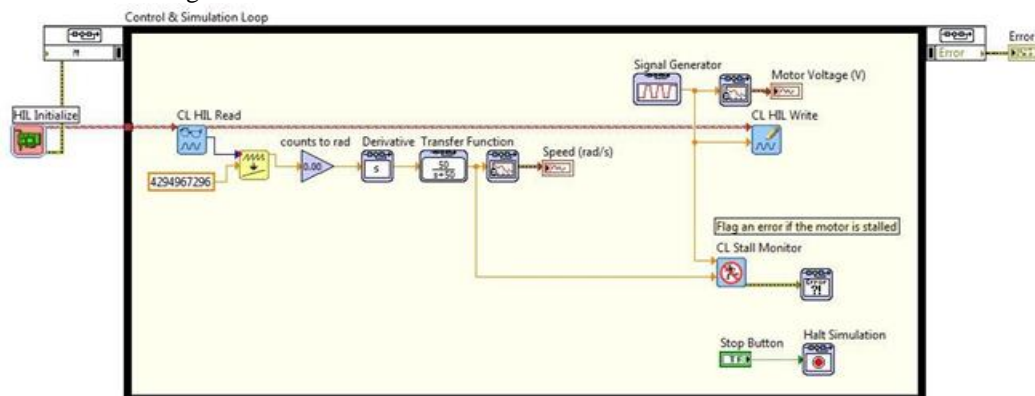 Control & Simulation Loop
Error
Error
Signal Generator
Motor Voltage (V)
HIL Initialize
CL HIL Read
CL HIL Write
counts to rad
Derivative
Transfer Function
Speed (rad/s)
0.00
s
50
s+50
4294967296
Flag an error if the motor is stalled
CL Stall Monitor
Error
?!
Stop Button
Halt Simulation
TF